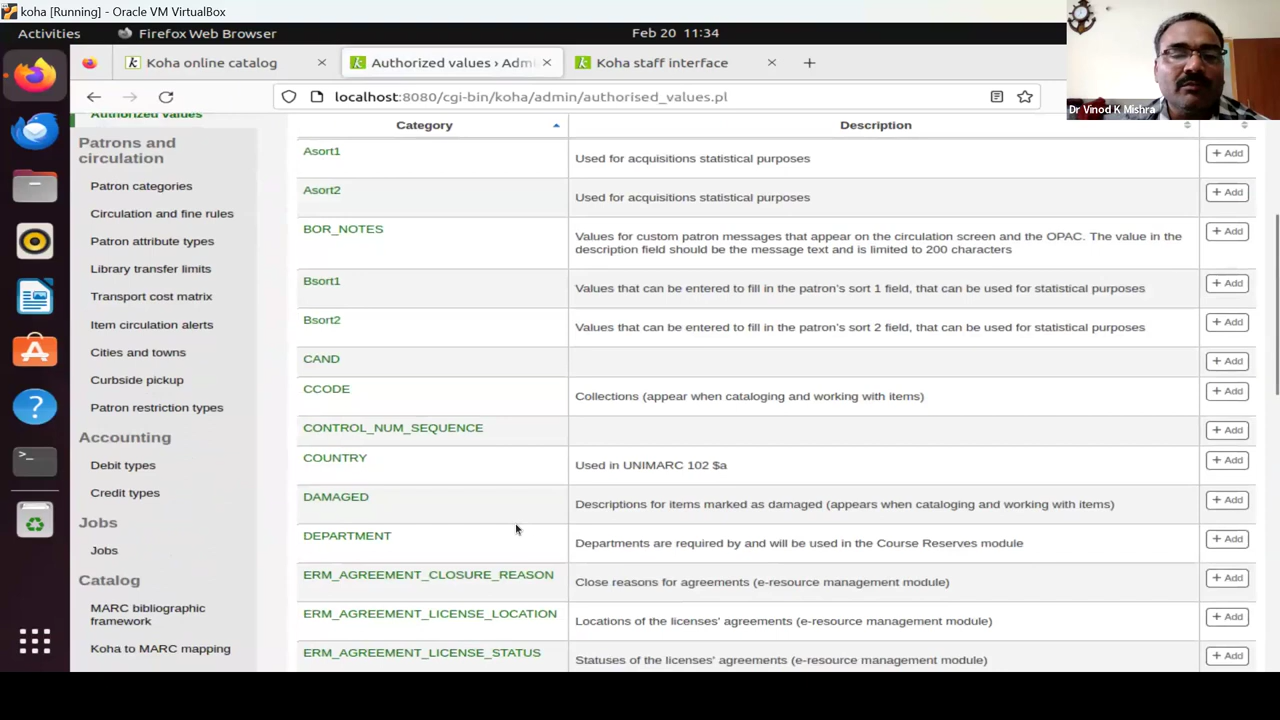 koha [Running] - Oracle VM VirtualBox
Activities
Firefox Web Browser
Feb 20 11:34
Koha online catalog
Authorized values › Admi
Koha staff interface
localhost:8080/cgi-bin/koha/admin/authorised_values.pl
Dr Vinod K Mishra
Authorized values
Patrons and
circulation
Patron categories
Circulation and fine rules
Patron attribute types
Library transfer limits
Transport cost matrix
Item circulation alerts
Cities and towns
Curbside pickup
Patron restriction types
Accounting
Debit types
Credit types
Jobs
Jobs
Catalog
MARC bibliographic
framework
Koha to MARC mapping
Category Description
Asort1 Used for acquisitions statistical purposes + Add
Asort2 Used for acquisitions statistical purposes + Add
BOR_NOTES Values for custom patron messages that appear on the circulation screen and the OPAC. The value in the + Add
description field should be the message text and is limited to 200 characters
Bsort1 Values that can be entered to fill in the patron's sort 1 field, that can be used for statistical purposes + Add
Bsort2 Values that can be entered to fill in the patron's sort 2 field, that can be used for statistical purposes + Add
CAND + Add
CCODE Collections (appear when cataloging and working with items) + Add
CONTROL_NUM_SEQUENCE + Add
COUNTRY Used in UNIMARC 102 $a + Add
DAMAGED Descriptions for items marked as damaged (appears when cataloging and working with items) + Add
DEPARTMENT Departments are required by and will be used in the Course Reserves module + Add
ERM_AGREEMENT_CLOSURE_REASON Close reasons for agreements (e-resource management module) + Add
ERM_AGREEMENT_LICENSE_LOCATION Locations of the licenses' agreements (e-resource management module) + Add
ERM_AGREEMENT_LICENSE_STATUS Statuses of the licenses' agreements (e-resource management module) + Add